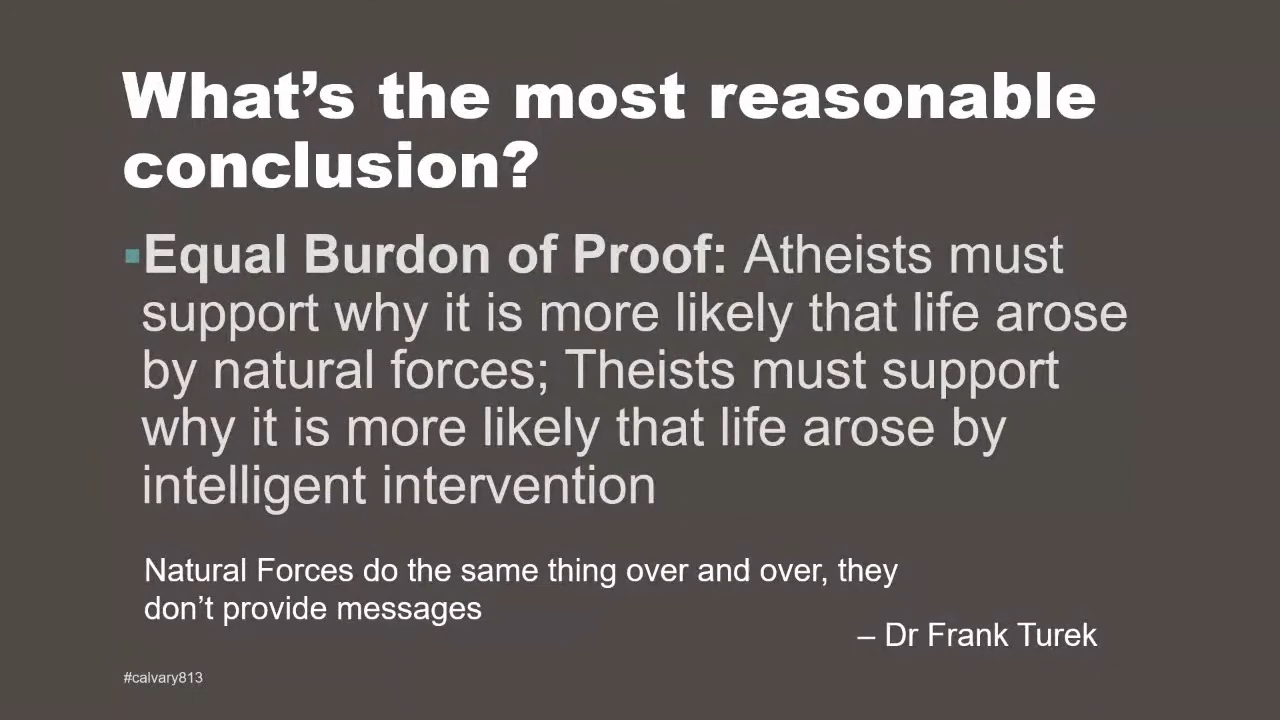 What’s the most reasonable
conclusion?
▪Equal Burdon of Proof: Atheists must
support why it is more likely that life arose
by natural forces; Theists must support
why it is more likely that life arose by
intelligent intervention
Natural Forces do the same thing over and over, they
don’t provide messages
– Dr Frank Turek
#calvary813